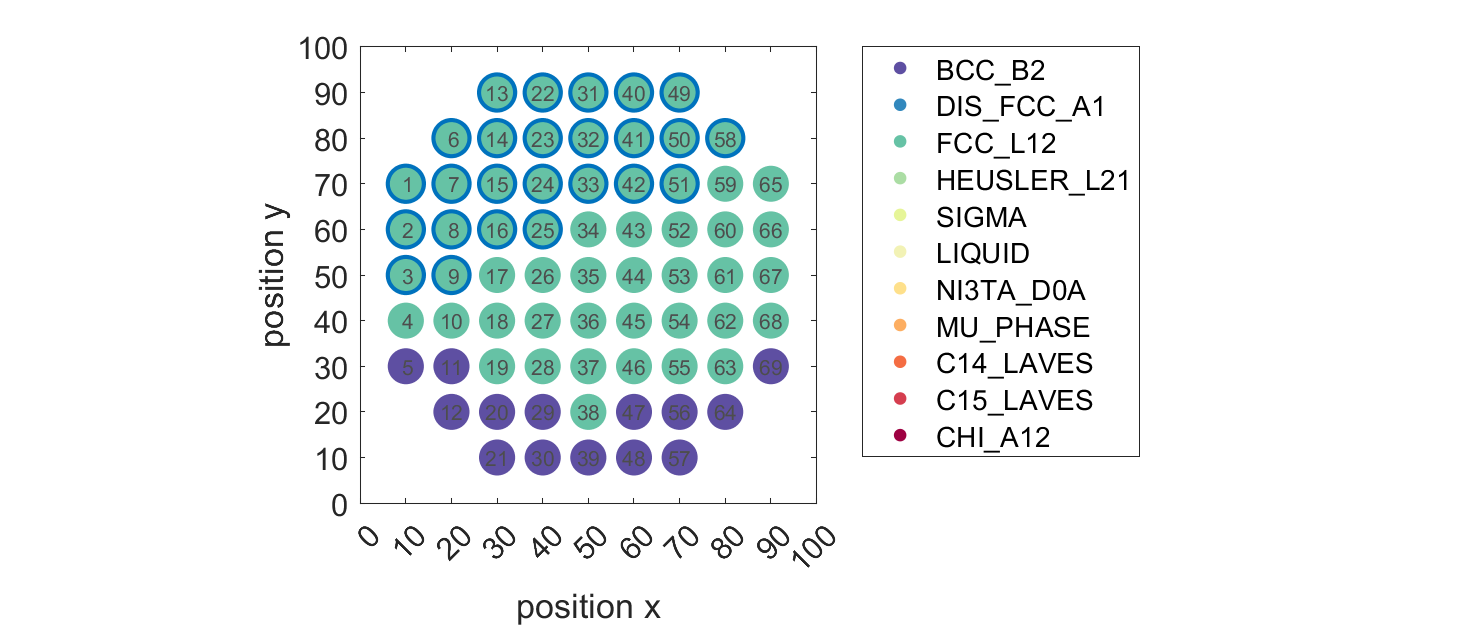 100
90
80
70
60
50
40
30
20
10
0
position y
13 22 31 40 49
6 14 23 32 41 50 58
1 7 15 24 33 42 51 59 65
2 8 16 25 34 43 52 60 66
3 9 17 26 35 44 53 61 67
4 10 18 27 36 45 54 62 68
5 11 19 28 37 46 55 63 69
12 20 29 38 47 56 64
21 30 39 48 57
0 10 20 30 40 50 60 70 80 90 100
position x
BCC_B2
DIS_FCC_A1
FCC_L12
HEUSLER_L21
SIGMA
LIQUID
NI3TA_D0A
MU_PHASE
C14_LAVES
C15_LAVES
CHI_A12